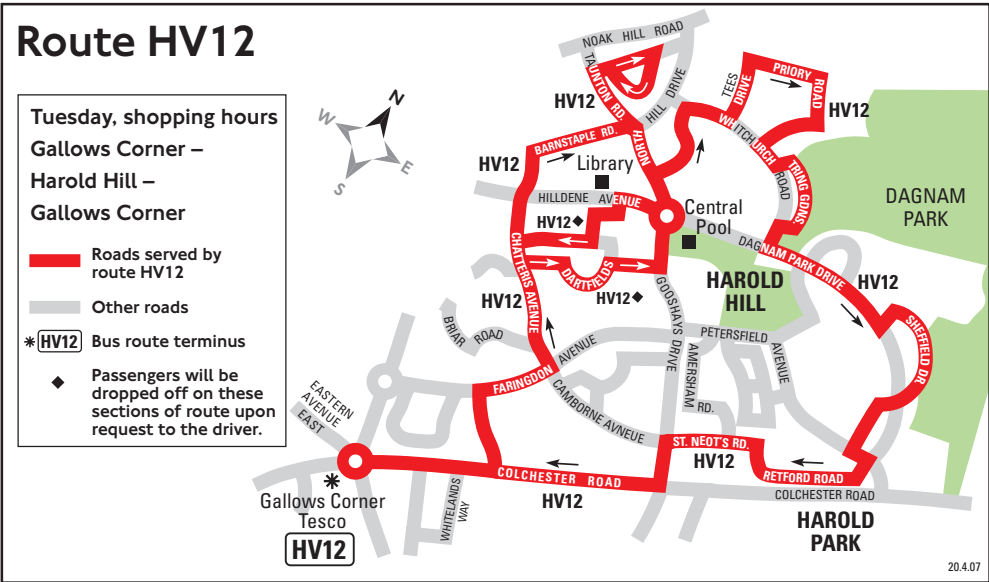 Route HV12
Tuesday, shopping hours
Gallows Corner –
Harold Hill –
Gallows Corner
Roads served by
route HV12
Other roads
*HV12 Bus route terminus
◆ Passengers will be
dropped off on these
sections of route upon
request to the driver.
N
E
S
W
NOAK HILL ROAD
TAUNTON RD.
HV12
HILL DRIVE
NORTH
TEES
DRIVE
PRIORY
ROAD
HV12
WHITCHURCH
ROAD
TRING GDNS.
BARNSTAPLE RD.
HV12
Library
HILLDENE AVENUE
HV12◆
Central
Pool
DAGNAM
PARK
DAGNAM PARK DRIVE
HV12
CHATTERIS AVENUE
HV12
DARTFIELDS
HV12◆
HAROLD
HILL
GOOSHAYS DRIVE
PETERSFIELD
AVENUE
AMERSHAM
RD.
SHEFFIELD DR
BRIAR ROAD
FARINGDON AVENUE
CAMBORNE AVNEUE
EASTERN
AVENUE
EAST
ST. NEOT'S RD.
HV12
RETFORD ROAD
COLCHESTER ROAD
HV12
COLCHESTER ROAD
HAROLD
PARK
WHITELANDS
WAY
*
Gallows Corner
Tesco
HV12
20.4.07